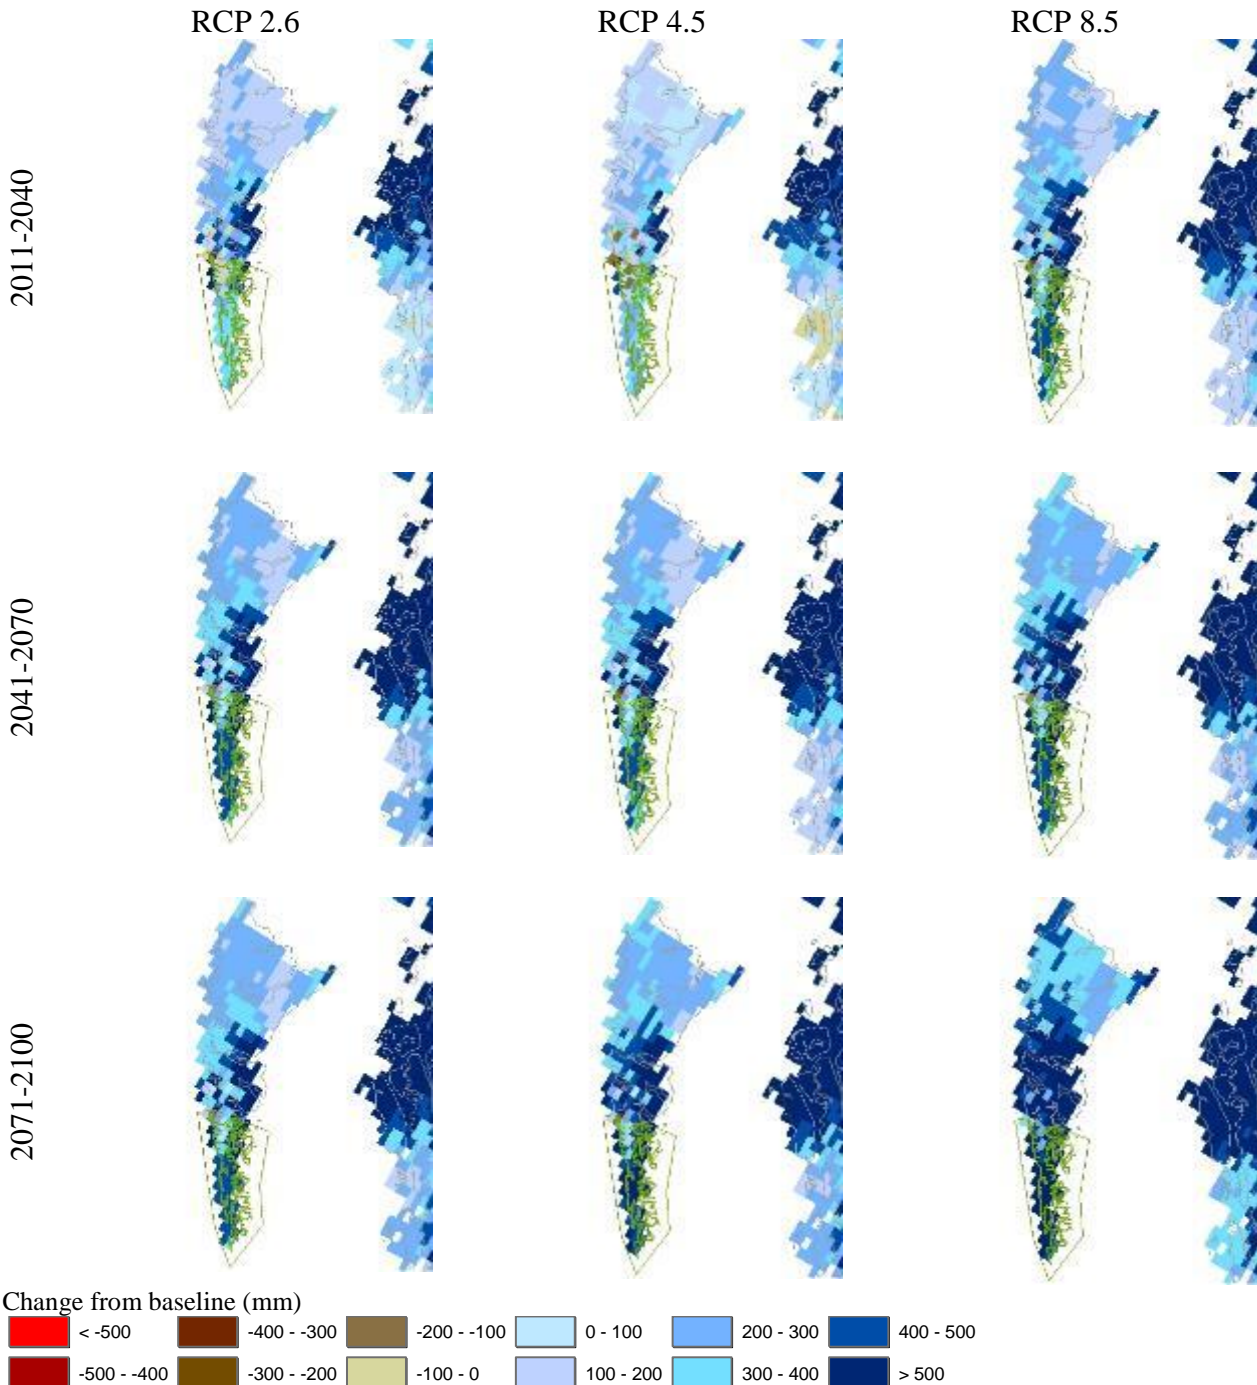 RCP 2.6 RCP 4.5 RCP 8.5
2011-2040
2041-2070
2071-2100
Change from baseline (mm)
< -500 -400 - -300 -200 - -100 0 - 100 200 - 300 400 - 500
-500 - -400 -300 - -200 -100 - 0 100 - 200 300 - 400 > 500